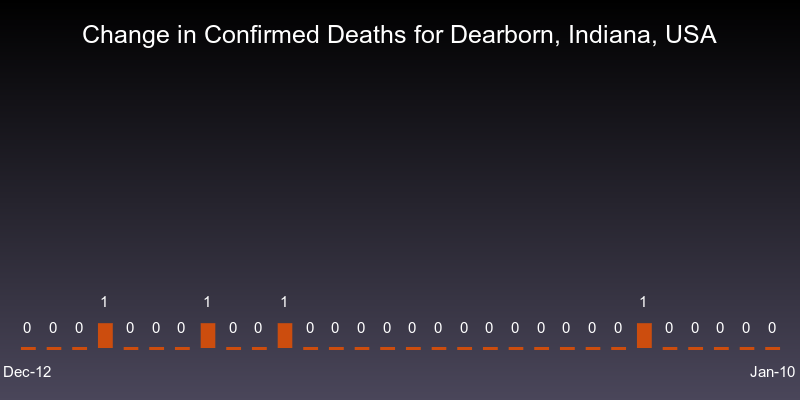 Change in Confirmed Deaths for Dearborn, Indiana, USA
1 1 1 1
0 0 0 0 0 0 0 0 0 0 0 0 0 0 0 0 0 0 0 0 0 0 0 0 0 0
Dec-12 Jan-10